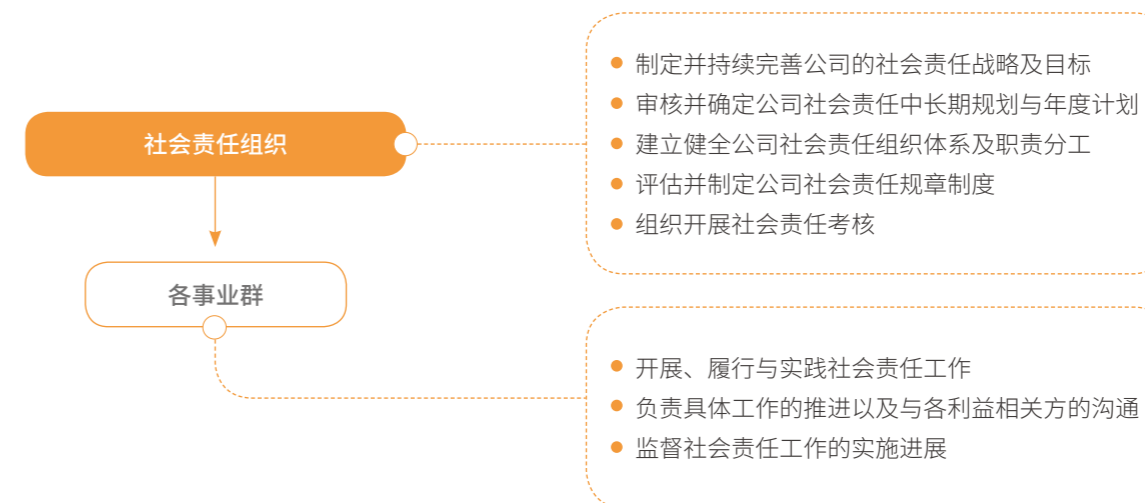 社会责任组织
制定并持续完善公司的社会责任战略及目标
审核并确定公司社会责任中长期规划与年度计划
建立健全公司社会责任组织体系及职责分工
评估并制定公司社会责任规章制度
组织开展社会责任考核
各事业群
开展、履行与实践社会责任工作
负责具体工作的推进以及与各利益相关方的沟通
监督社会责任工作的实施进展